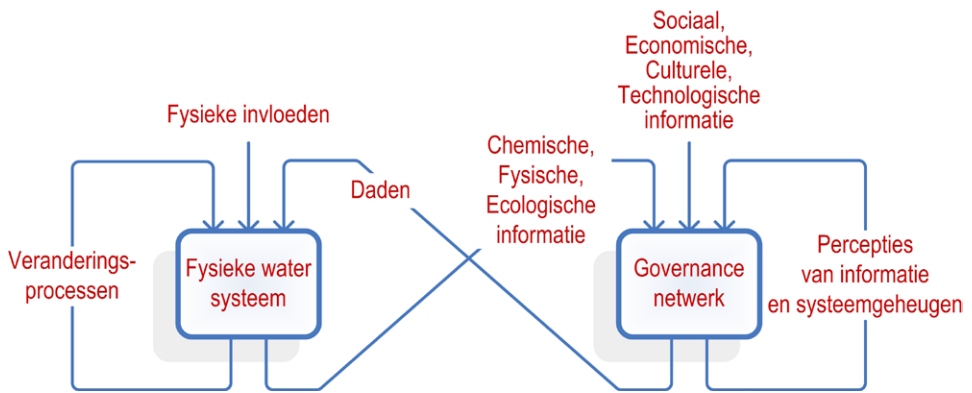 Sociaal,
Economische,
Culturele,
Technologische
informatie
Fysieke invloeden
Chemische,
Fysische,
Ecologische
informatie
Daden
Veranderings-
processen
Fysieke water
systeem
Governance
netwerk
Percepties
van informatie
en systeemgeheugen